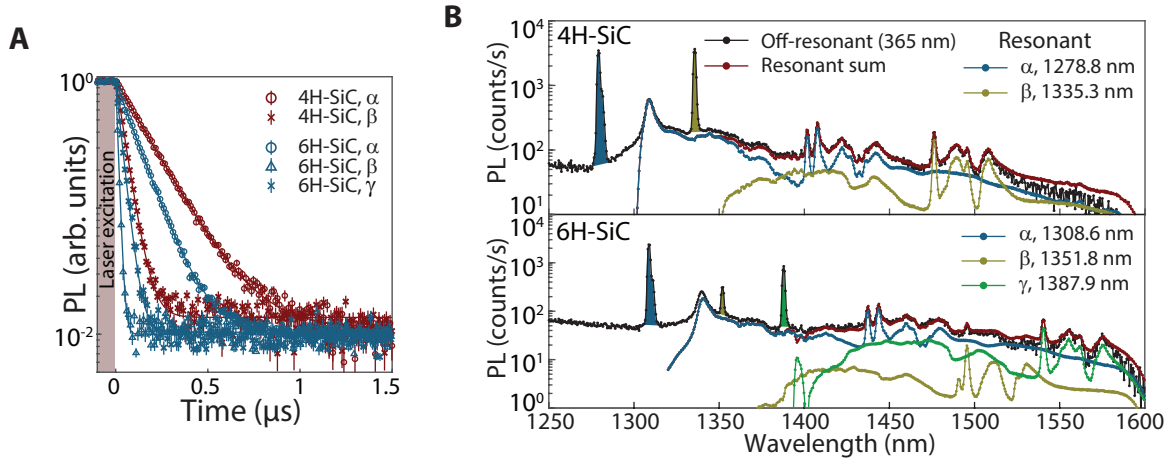 A
PL (arb. units)
10⁰
10⁻²
Laser excitation
4H-SiC, α
4H-SiC, β
6H-SiC, α
6H-SiC, β
6H-SiC, γ
0 0.5 1 1.5
Time (μs)
B
4H-SiC
Off-resonant (365 nm)
Resonant sum
Resonant
α, 1278.8 nm
β, 1335.3 nm
PL (counts/s)
10⁴
10³
10²
10¹
6H-SiC
α, 1308.6 nm
β, 1351.8 nm
γ, 1387.9 nm
PL (counts/s)
10³
10²
10¹
10⁰
1250 1300 1350 1400 1450 1500 1550 1600
Wavelength (nm)